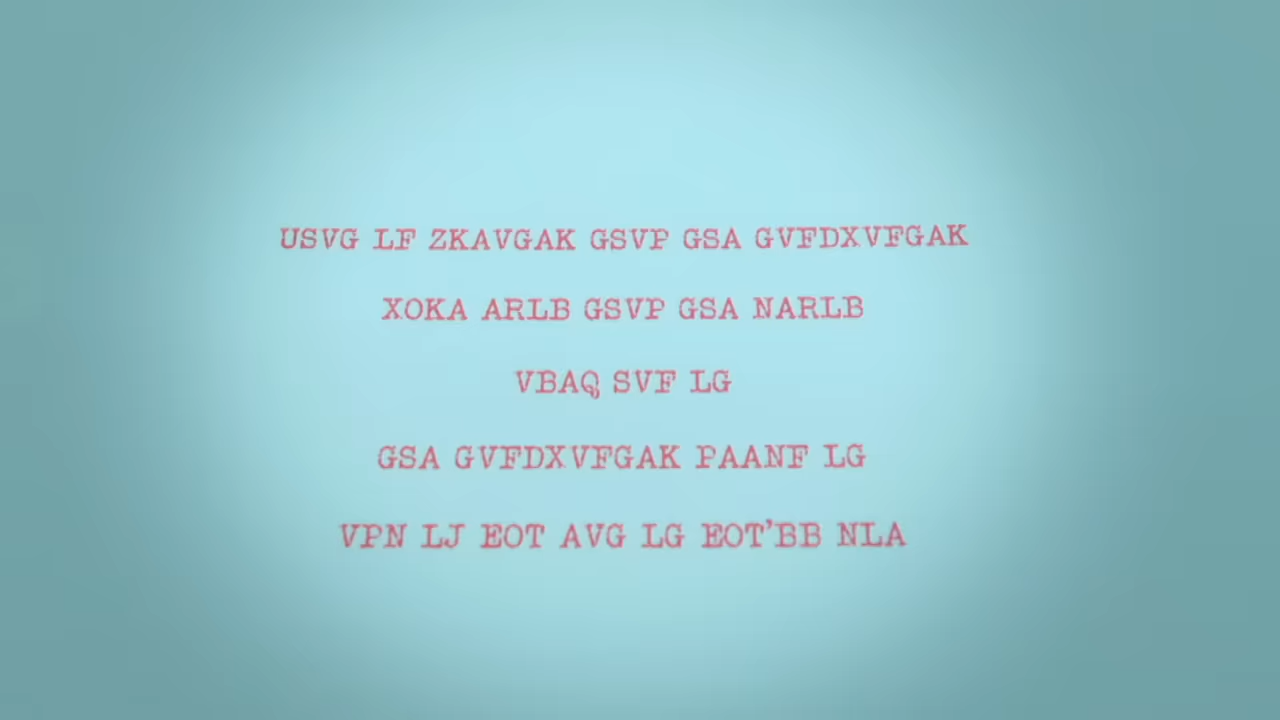 USVG LF ZKAVGAK GSVP GSA GVFDXVFGAK
XOKA ARLB GSVP GSA NARLB
VBAQ SVF LG
GSA GVFDXVFGAK PAANF LG
VPN LJ EOT AVG LG EOT'BB NLA